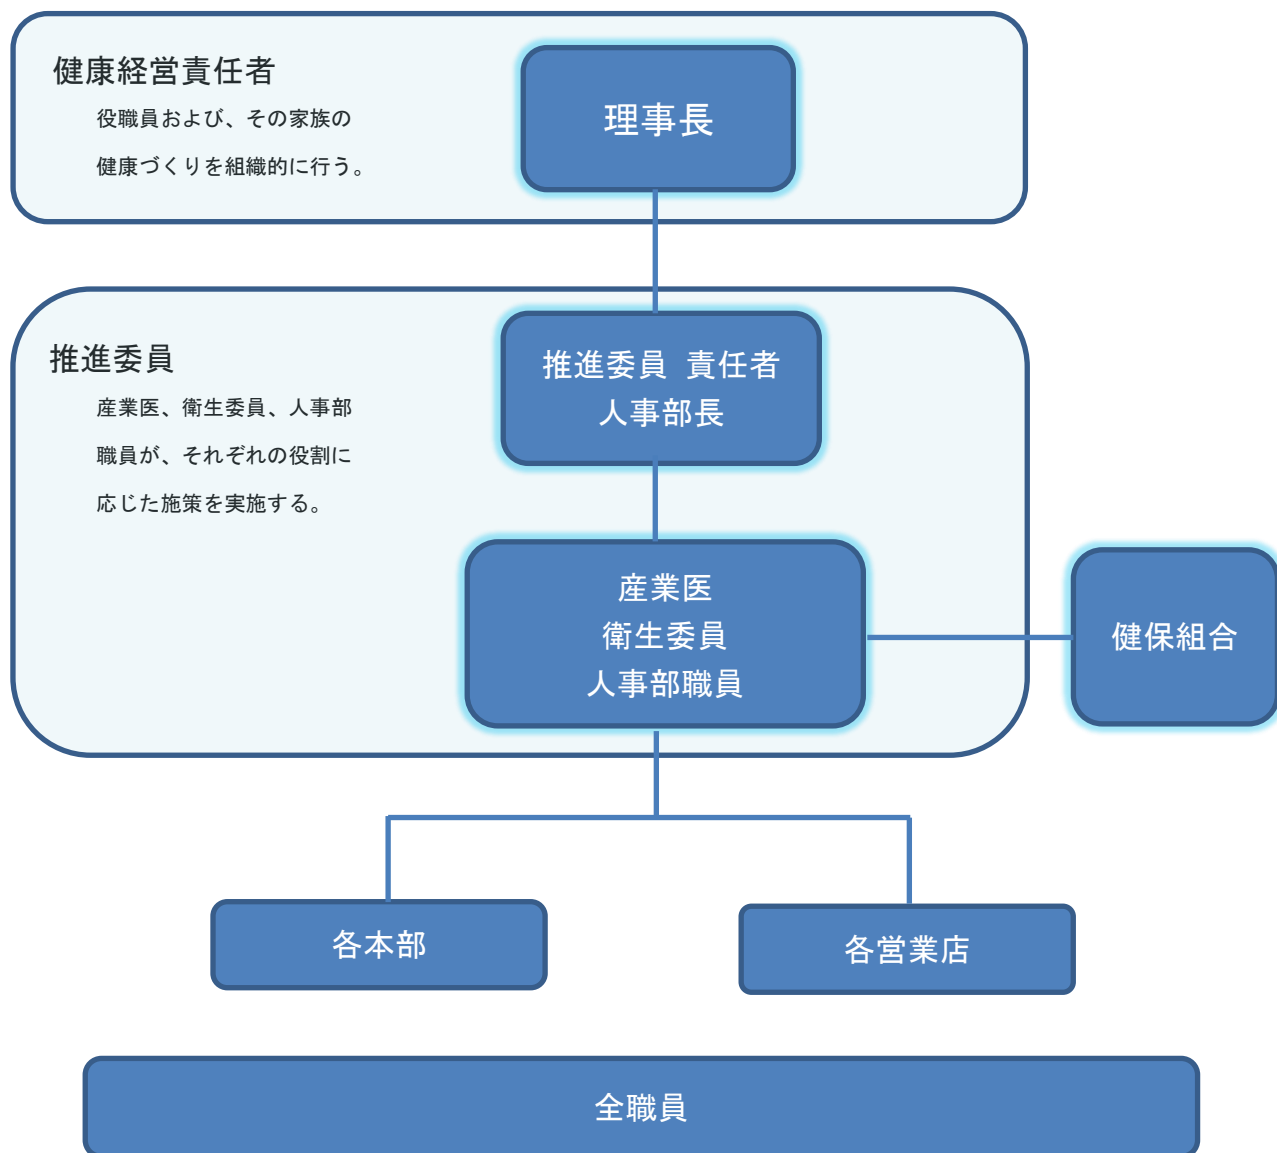 健康経営責任者
役職員および、その家族の
健康づくりを組織的に行う。
理事長
推進委員
産業医、衛生委員、人事部
職員が、それぞれの役割に
応じた施策を実施する。
推進委員 責任者
人事部長
産業医
衛生委員
人事部職員
健保組合
各本部
各営業店
全職員